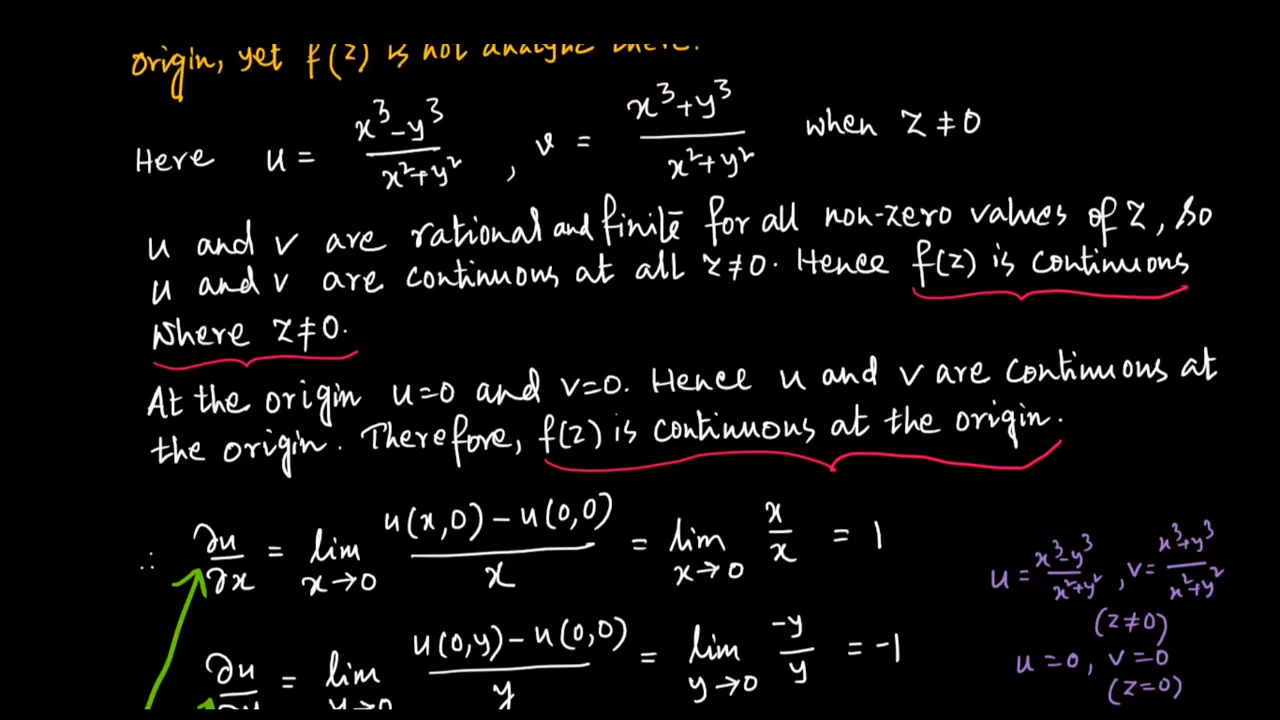 origin, yet f(z) is not analytic there.
Here u = x³-y³/x²+y² , v = x³+y³/x²+y² when z ≠ 0
u and v are rational and finite for all non-zero values of z, so
u and v are continuous at all z≠0. Hence f(z) is continuous
where z≠0.
At the origin u=0 and v=0. Hence u and v are continuous at
the origin. Therefore, f(z) is continuous at the origin.
∴ ∂u/∂x = lim x→0 u(x,0) - u(0,0)/x = lim x→0 x/x = 1
∂u/∂y = lim y→0 u(0,y) - u(0,0)/y = lim y→0 -y/y = -1
u = x³-y³/x²+y² , v = x³+y³/x²+y²
(z≠0)
u = 0, v = 0
(z=0)